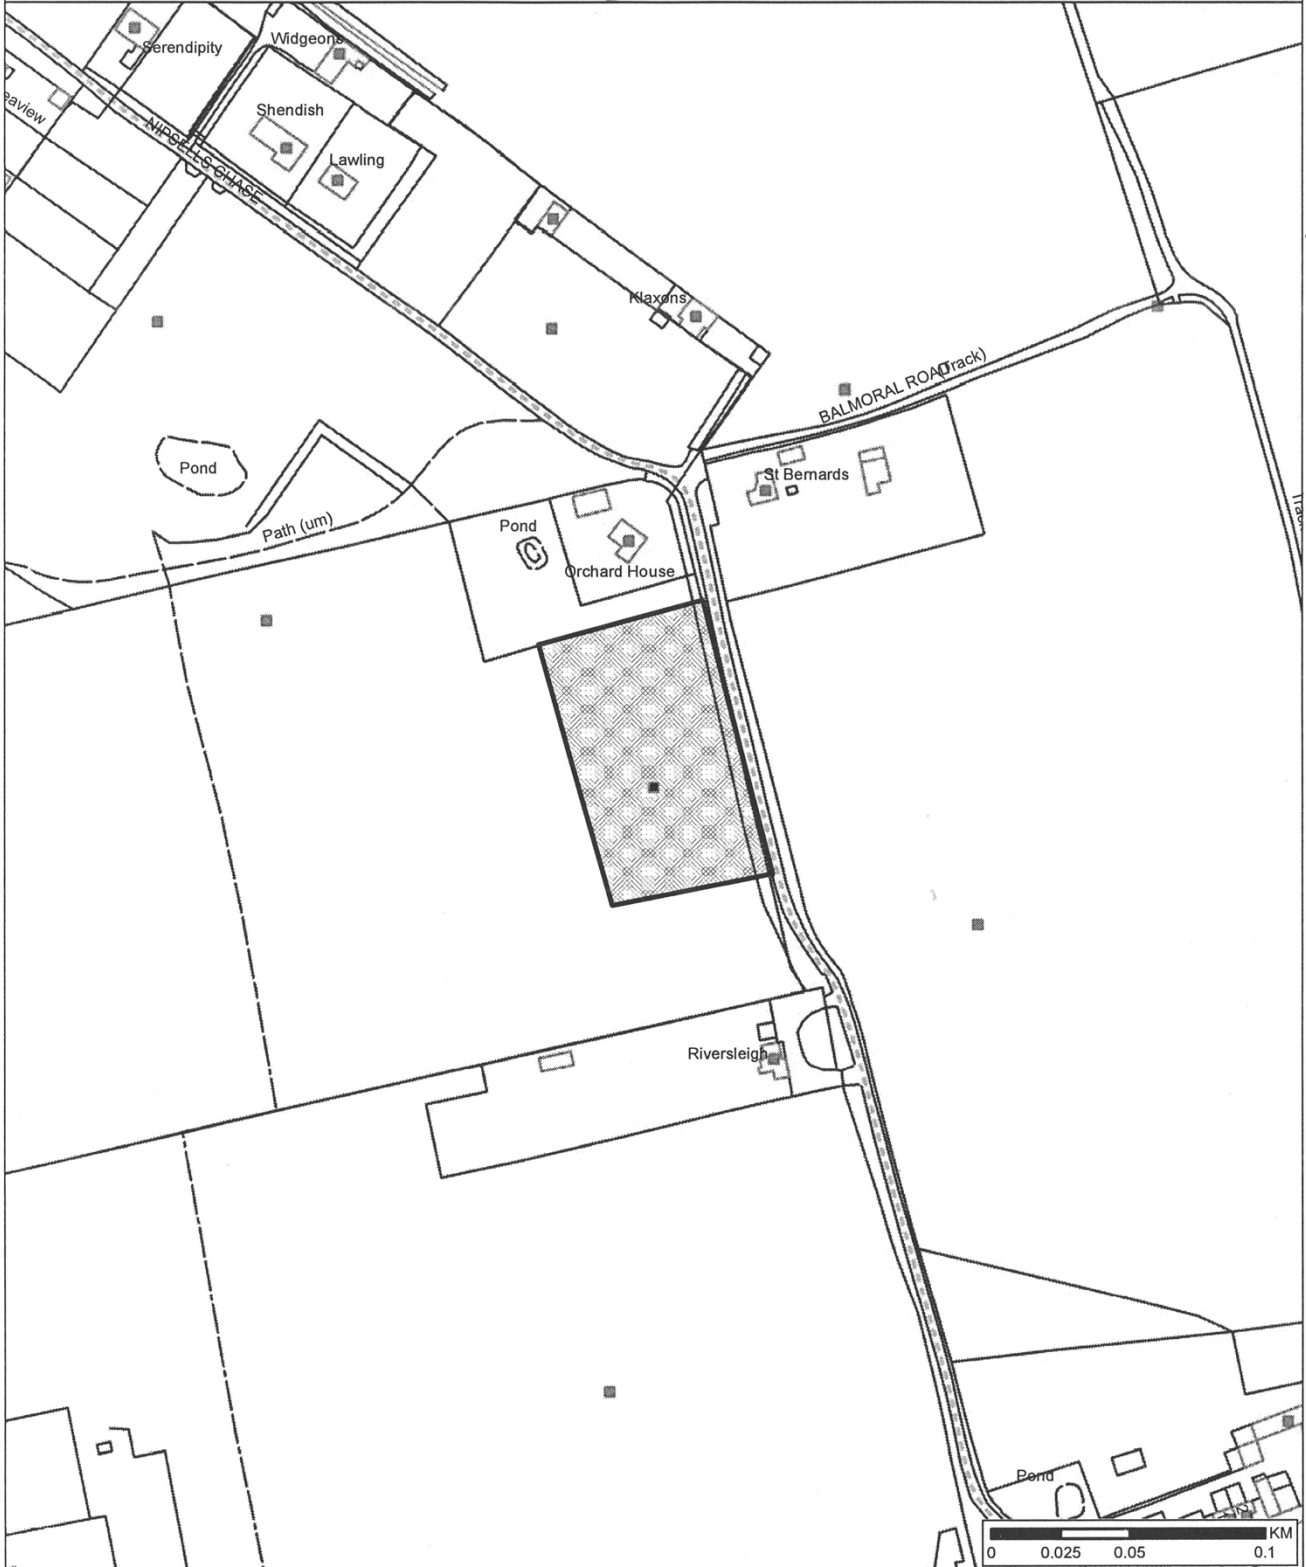 Serendipity
Widgeons
eaview
Shendish
NIPSELLS CHASE
Lawling
Klaxons
BALMORAL ROAD
(Track)
Pond
St Bernards
Path (um)
Pond
Orchard House
Riversleigh
Pond
KM
0 0.025 0.05 0.1